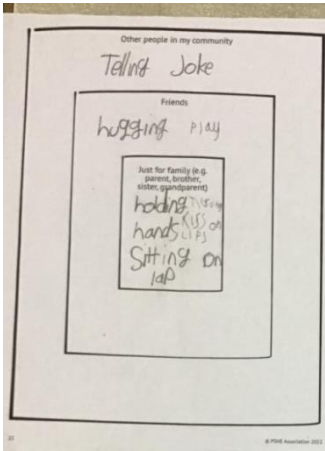 Other people in my community
Telling Joke
Friends
hugging play
Just for family (e.g.
parent, brother,
sister, grandparent)
holding
hands kiss on
LIPS
Sitting on
lap
© PSHE Association 2022